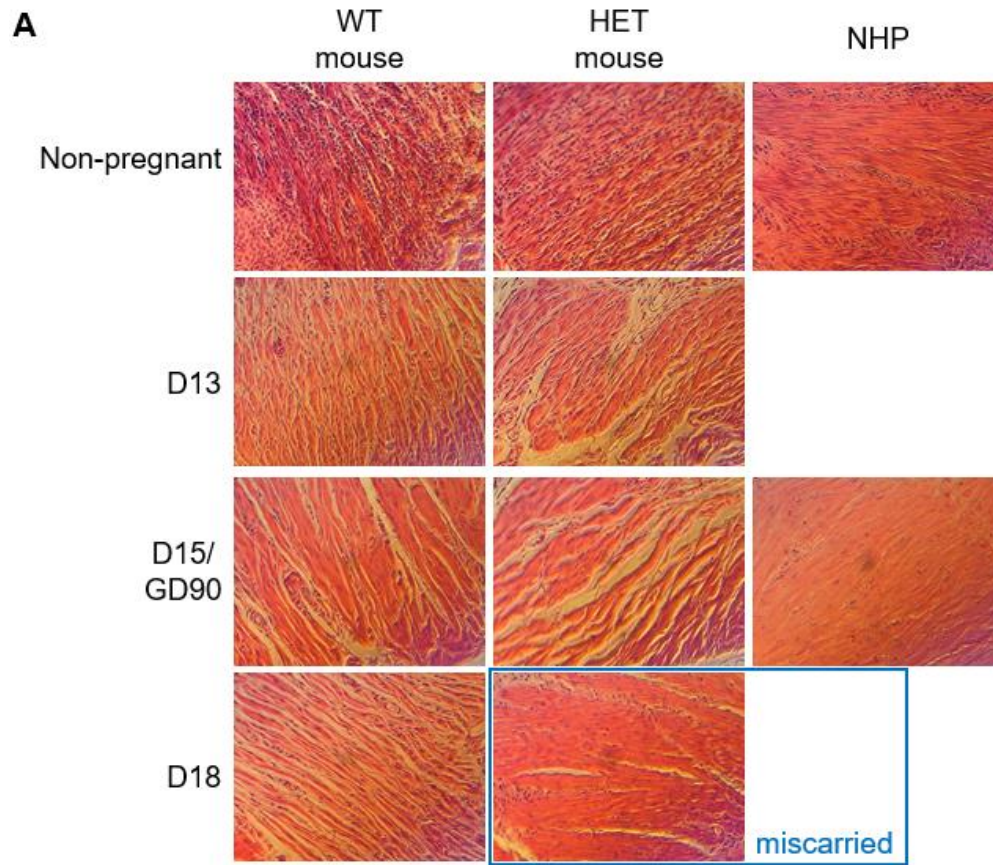 A
WT
mouse
HET
mouse
NHP
Non-pregnant
D13
D15/
GD90
D18
miscarried